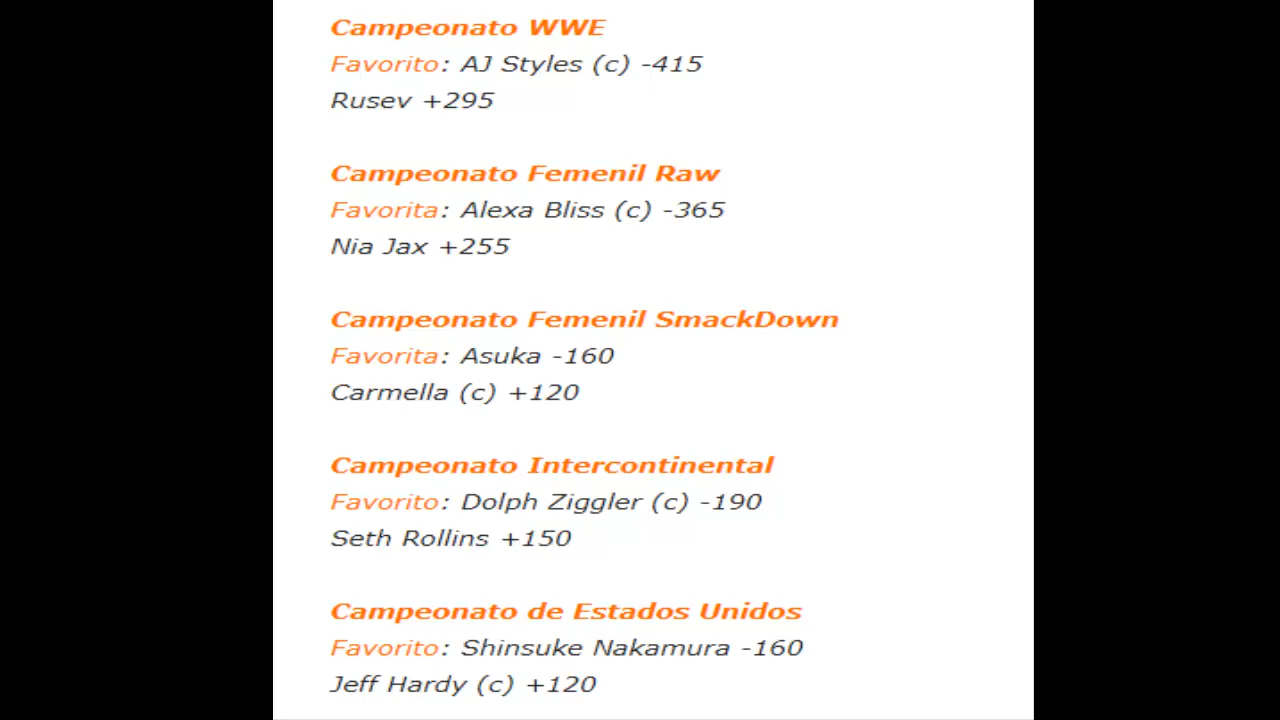 Campeonato WWE
Favorito: AJ Styles (c) -415
Rusev +295
Campeonato Femenil Raw
Favorita: Alexa Bliss (c) -365
Nia Jax +255
Campeonato Femenil SmackDown
Favorita: Asuka -160
Carmella (c) +120
Campeonato Intercontinental
Favorito: Dolph Ziggler (c) -190
Seth Rollins +150
Campeonato de Estados Unidos
Favorito: Shinsuke Nakamura -160
Jeff Hardy (c) +120